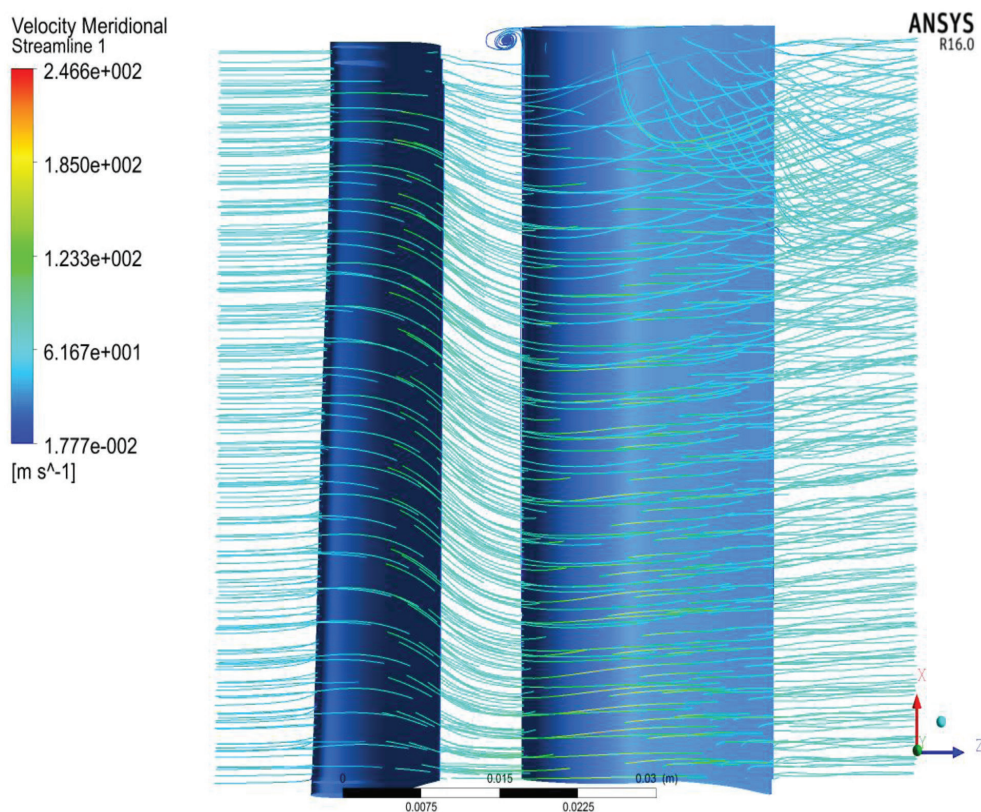 Velocity Meridional
Streamline 1
2.466e+002
1.850e+002
1.233e+002
6.167e+001
1.777e-002
[m s^-1]
ANSYS
R16.0
X
Y
Z
0
0.015
0.03 (m)
0.0075
0.0225